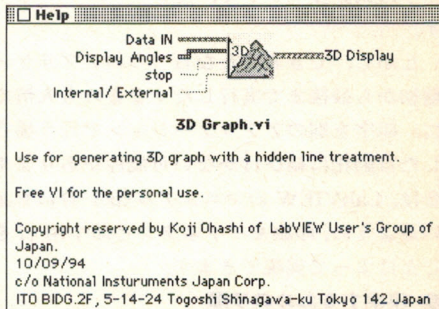 Help
Data IN
Display Angles
stop
Internal/ External
3D
3D Display
3D Graph.vi
Use for generating 3D graph with a hidden line treatment.
Free VI for the personal use.
Copyright reserved by Koji Ohashi of LabVIEW User's Group of
Japan.
10/09/94
c/o National Insturuments Japan Corp.
ITO BIDG.2F, 5-14-24 Togoshi Shinagawa-ku Tokyo 142 Japan